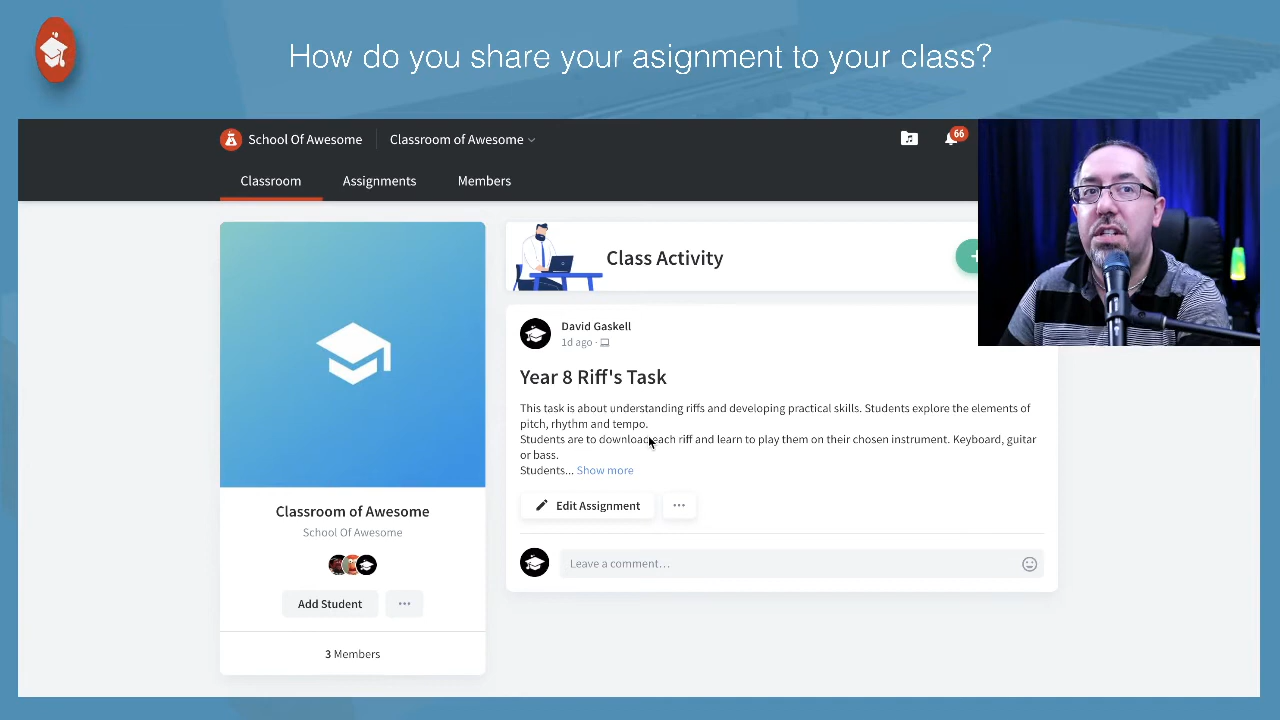 How do you share your asignment to your class?
School Of Awesome
Classroom of Awesome
66
Classroom
Assignments
Members
Class Activity
David Gaskell
1d ago ·
Year 8 Riff's Task
This task is about understanding riffs and developing practical skills. Students explore the elements of
pitch, rhythm and tempo.
Students are to download each riff and learn to play them on their chosen instrument. Keyboard, guitar
or bass.
Students... Show more
Edit Assignment
Leave a comment...
Classroom of Awesome
School Of Awesome
Add Student
3 Members